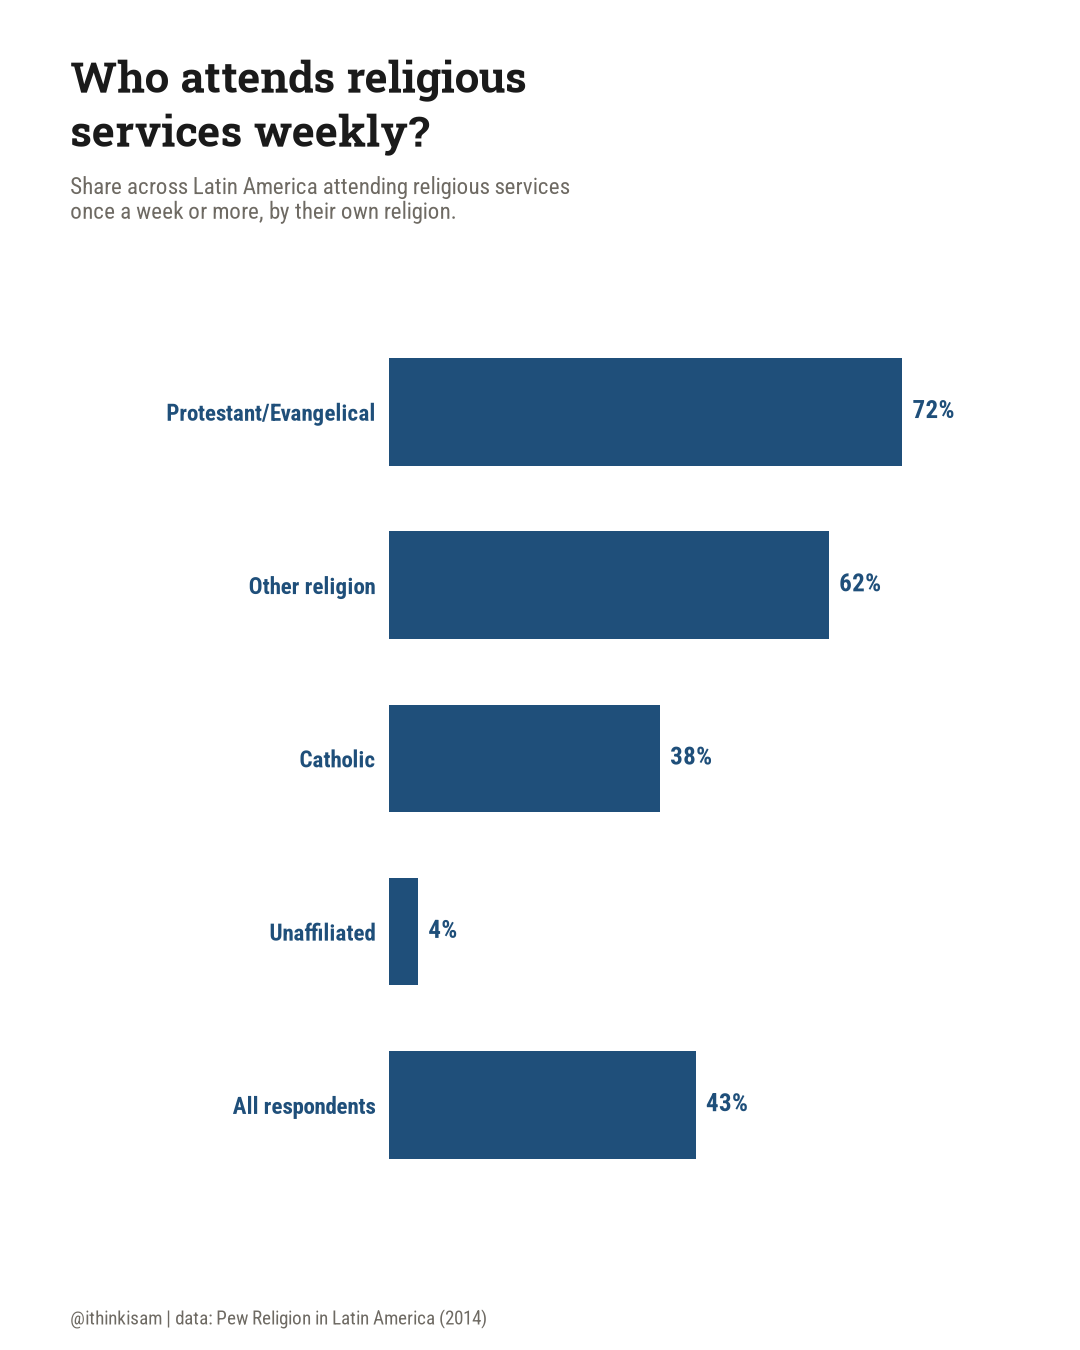 Who attends religious
services weekly?
Share across Latin America attending religious services
once a week or more, by their own religion.
Protestant/Evangelical 72%
Other religion 62%
Catholic 38%
Unaffiliated 4%
All respondents 43%
@ithinkisam | data: Pew Religion in Latin America (2014)